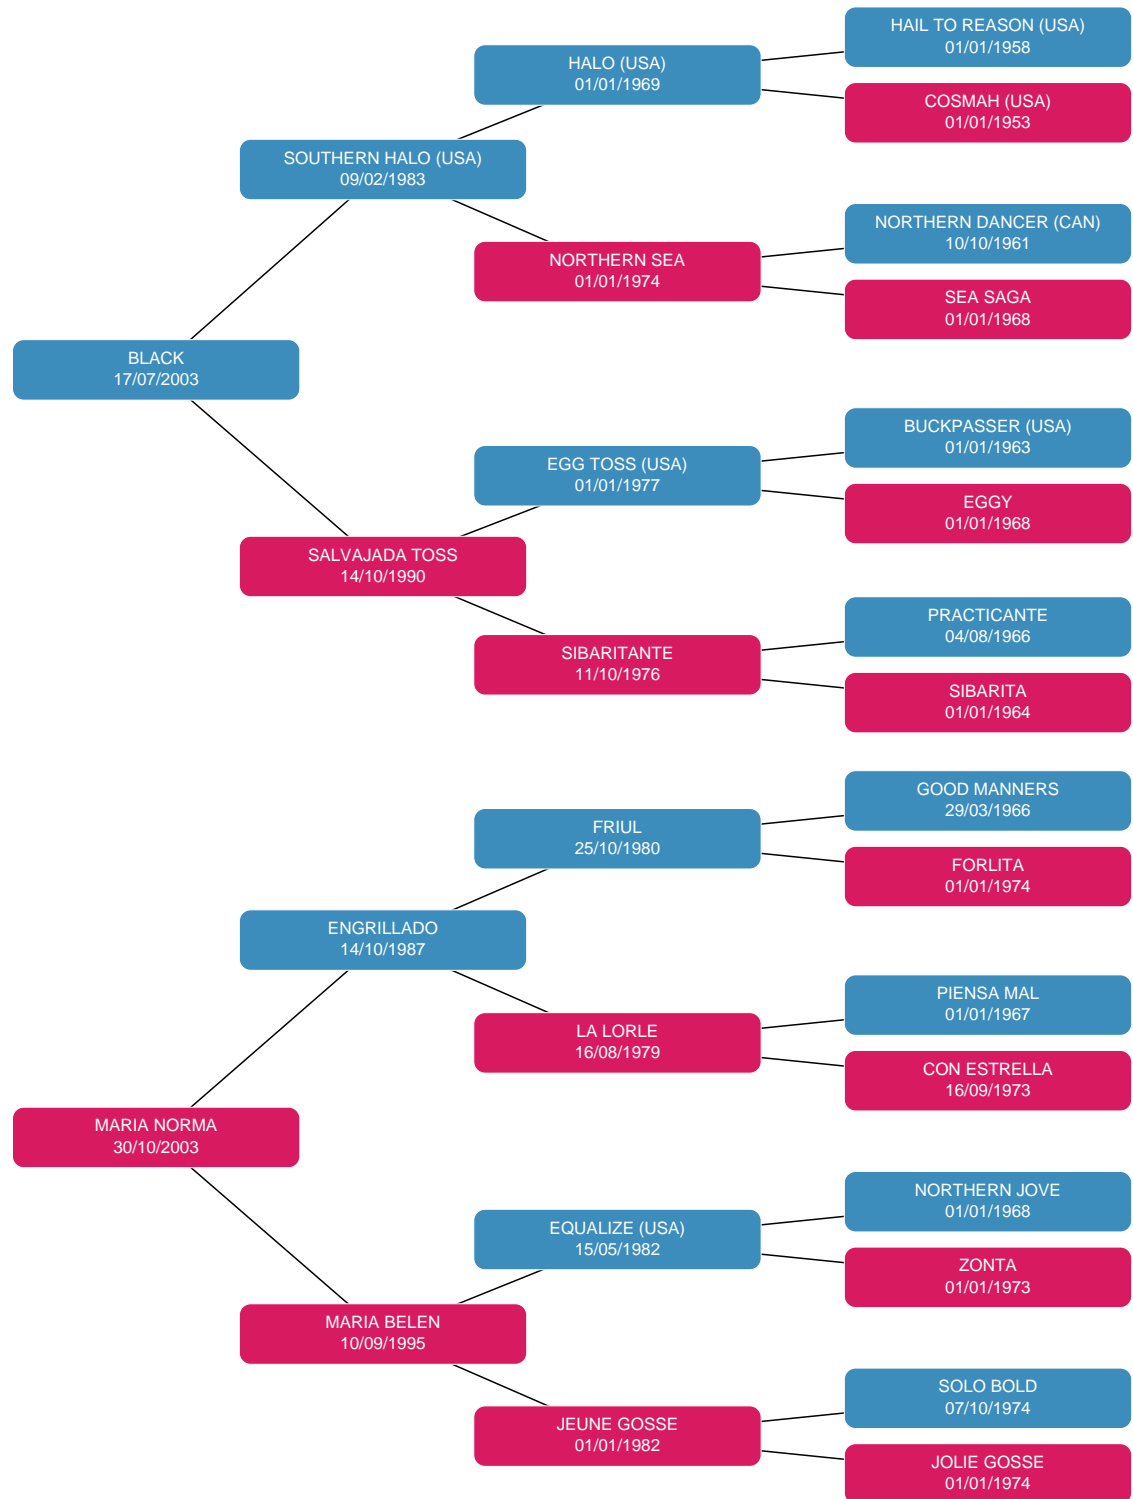 HAIL TO REASON (USA)
01/01/1958
HALO (USA)
01/01/1969
COSMAH (USA)
01/01/1953
SOUTHERN HALO (USA)
09/02/1983
NORTHERN DANCER (CAN)
10/10/1961
NORTHERN SEA
01/01/1974
SEA SAGA
01/01/1968
BLACK
17/07/2003
BUCKPASSER (USA)
01/01/1963
EGG TOSS (USA)
01/01/1977
EGGY
01/01/1968
SALVAJADA TOSS
14/10/1990
PRACTICANTE
04/08/1966
SIBARITANTE
11/10/1976
SIBARITA
01/01/1964
GOOD MANNERS
29/03/1966
FRIUL
25/10/1980
FORLITA
01/01/1974
ENGRILLADO
14/10/1987
PIENSA MAL
01/01/1967
LA LORLE
16/08/1979
CON ESTRELLA
16/09/1973
MARIA NORMA
30/10/2003
NORTHERN JOVE
01/01/1968
EQUALIZE (USA)
15/05/1982
ZONTA
01/01/1973
MARIA BELEN
10/09/1995
SOLO BOLD
07/10/1974
JEUNE GOSSE
01/01/1982
JOLIE GOSSE
01/01/1974